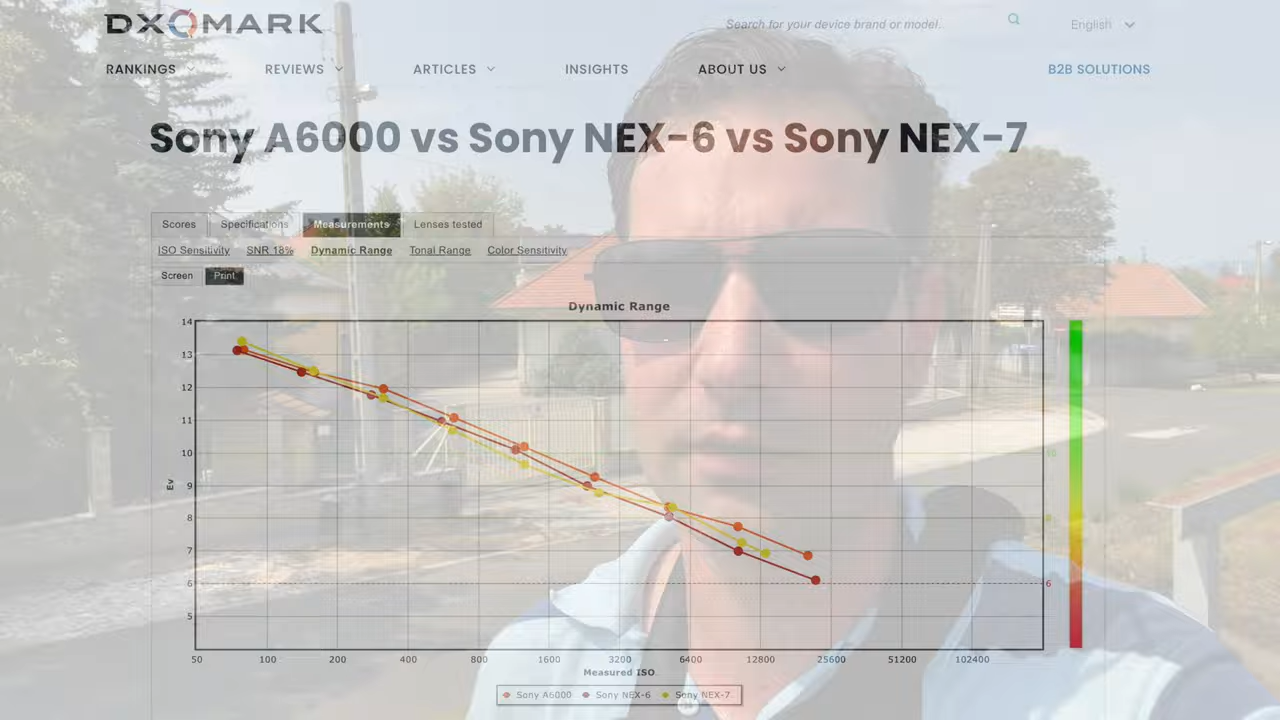 DXOMARK
Search for your device brand or model.
English
RANKINGS REVIEWS ARTICLES INSIGHTS ABOUT US B2B SOLUTIONS
Sony A6000 vs Sony NEX-6 vs Sony NEX-7
Scores Specifications Measurements Lenses tested
ISO Sensitivity SNR 18% Dynamic Range Tonal Range Color Sensitivity
Screen Print
Dynamic Range
14
13
12
11
10 10
Ev 9
8 8
7
6 6
5
50 100 200 400 800 1600 3200 6400 12800 25600 51200 102400
Measured ISO
Sony A6000 Sony NEX-6 Sony NEX-7